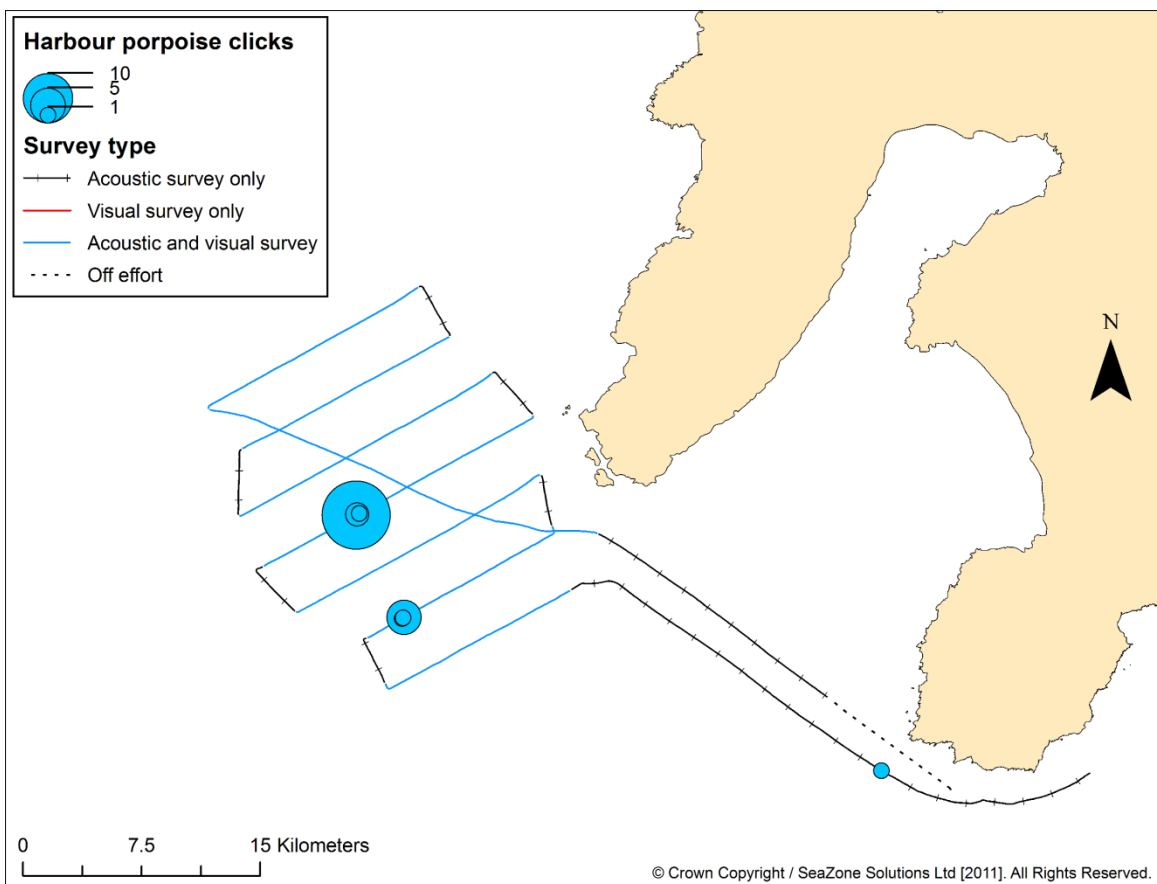 Harbour porpoise clicks
10
5
1
Survey type
Acoustic survey only
Visual survey only
Acoustic and visual survey
Off effort
N
0 7.5 15 Kilometers
© Crown Copyright / SeaZone Solutions Ltd [2011]. All Rights Reserved.